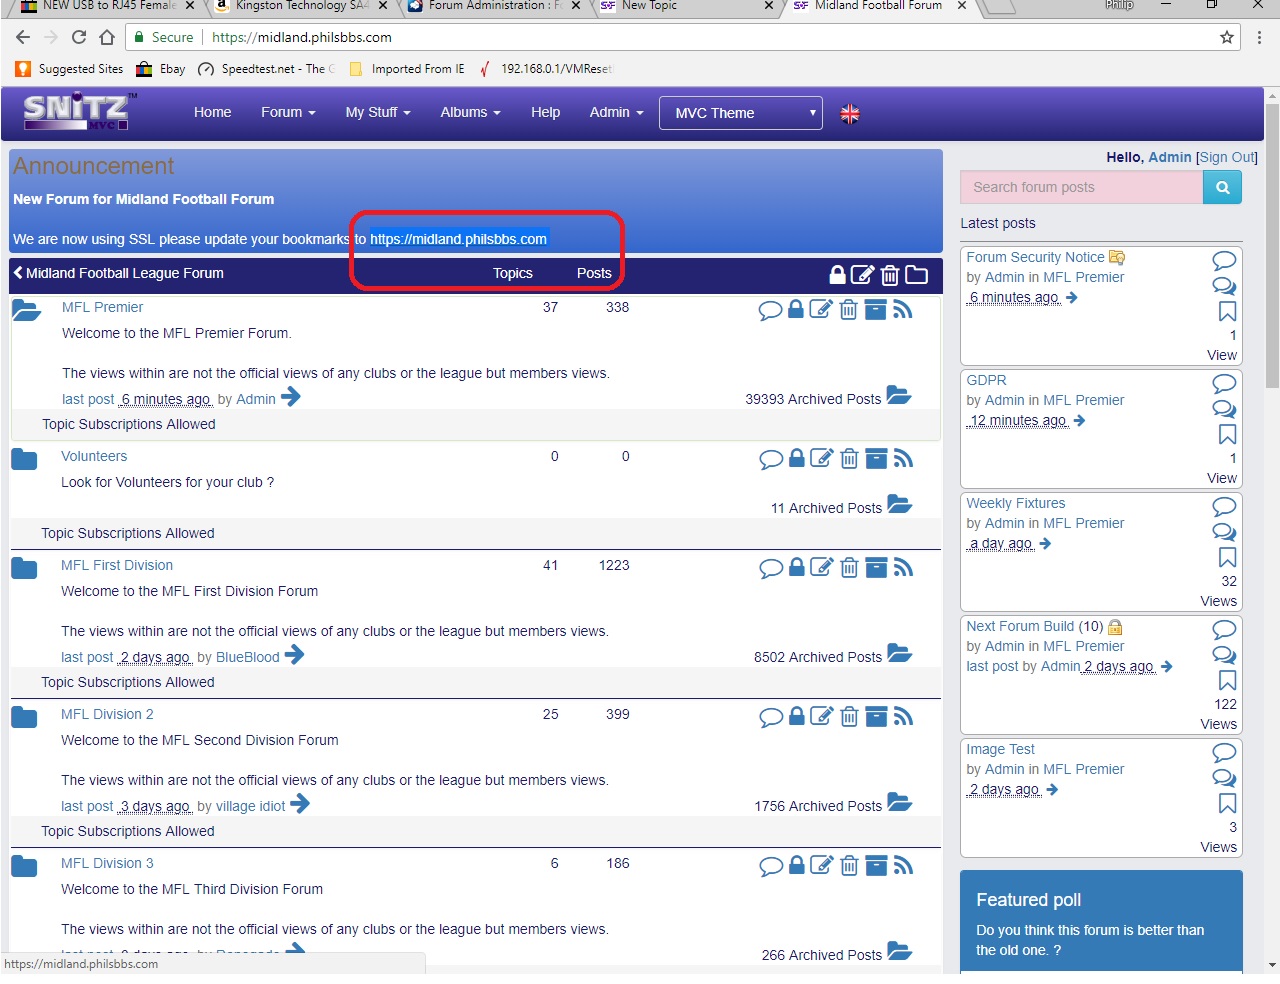 NEW USB to RJ45 Female
Kingston Technology SA4
Forum Administration : Fo
New Topic
Midland Football Forum
Philip
Secure
https://midland.philsbbs.com
Suggested Sites
Ebay
Speedtest.net - The G
Imported From IE
192.168.0.1/VMReset
SNITZ™
MVC
Home
Forum
My Stuff
Albums
Help
Admin
MVC Theme
Announcement
New Forum for Midland Football Forum
We are now using SSL please update your bookmarks to https://midland.philsbbs.com
Midland Football League Forum Topics Posts
MFL Premier 37 338
Welcome to the MFL Premier Forum.
The views within are not the official views of any clubs or the league but members views.
last post 6 minutes ago by Admin 39393 Archived Posts
Topic Subscriptions Allowed
Volunteers 0 0
Look for Volunteers for your club ?
11 Archived Posts
Topic Subscriptions Allowed
MFL First Division 41 1223
Welcome to the MFL First Division Forum
The views within are not the official views of any clubs or the league but members views.
last post 2 days ago by BlueBlood 8502 Archived Posts
Topic Subscriptions Allowed
MFL Division 2 25 399
Welcome to the MFL Second Division Forum
The views within are not the official views of any clubs or the league but members views.
last post 3 days ago by village idiot 1756 Archived Posts
Topic Subscriptions Allowed
MFL Division 3 6 186
Welcome to the MFL Third Division Forum
The views within are not the official views of any clubs or the league but members views.
266 Archived Posts
https://midland.philsbbs.com
Hello, Admin [Sign Out]
Search forum posts
Latest posts
Forum Security Notice
by Admin in MFL Premier
6 minutes ago
1
View
GDPR
by Admin in MFL Premier
12 minutes ago
1
View
Weekly Fixtures
by Admin in MFL Premier
a day ago
32
Views
Next Forum Build (10)
by Admin in MFL Premier
last post by Admin 2 days ago
122
Views
Image Test
by Admin in MFL Premier
2 days ago
3
Views
Featured poll
Do you think this forum is better than
the old one. ?